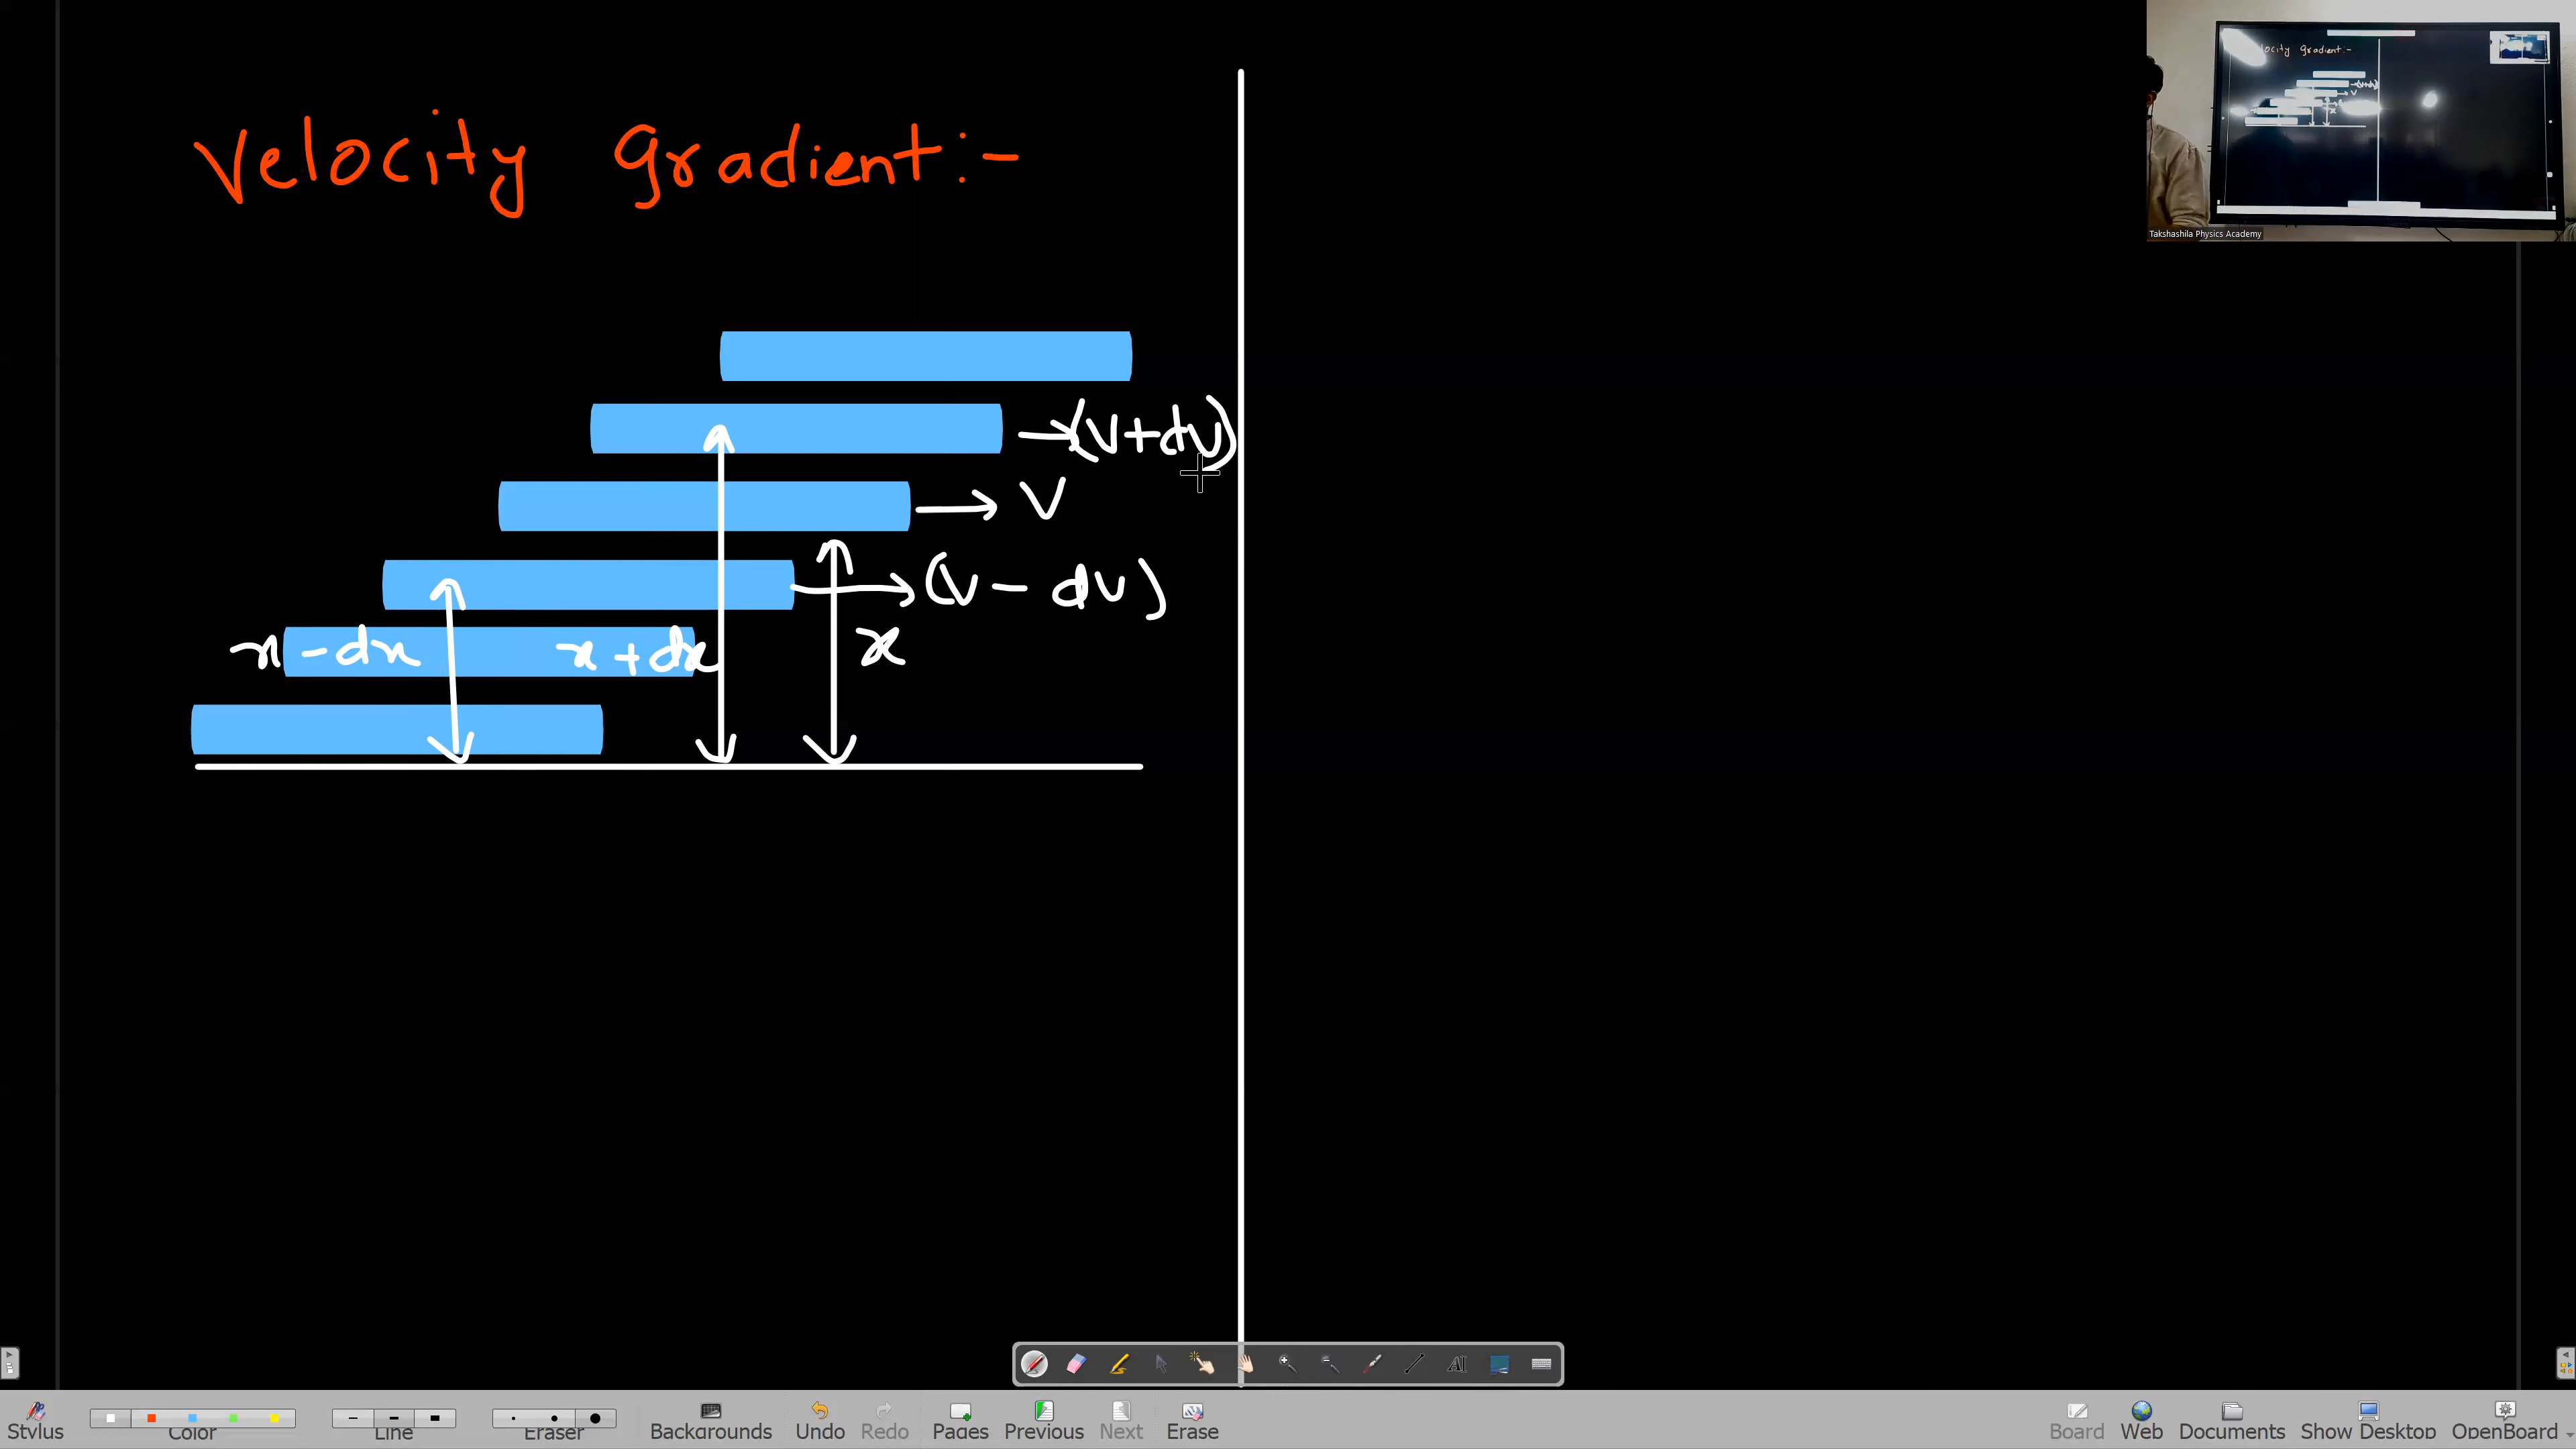 Velocity gradient:-
(V+dV)
V
(V - dV)
x - dx
x + dx
x
Takshashila Physics Academy
Stylus
Color
Line
Eraser
Backgrounds
Undo
Redo
Pages
Previous
Next
Erase
Board
Web
Documents
Show Desktop
OpenBoard